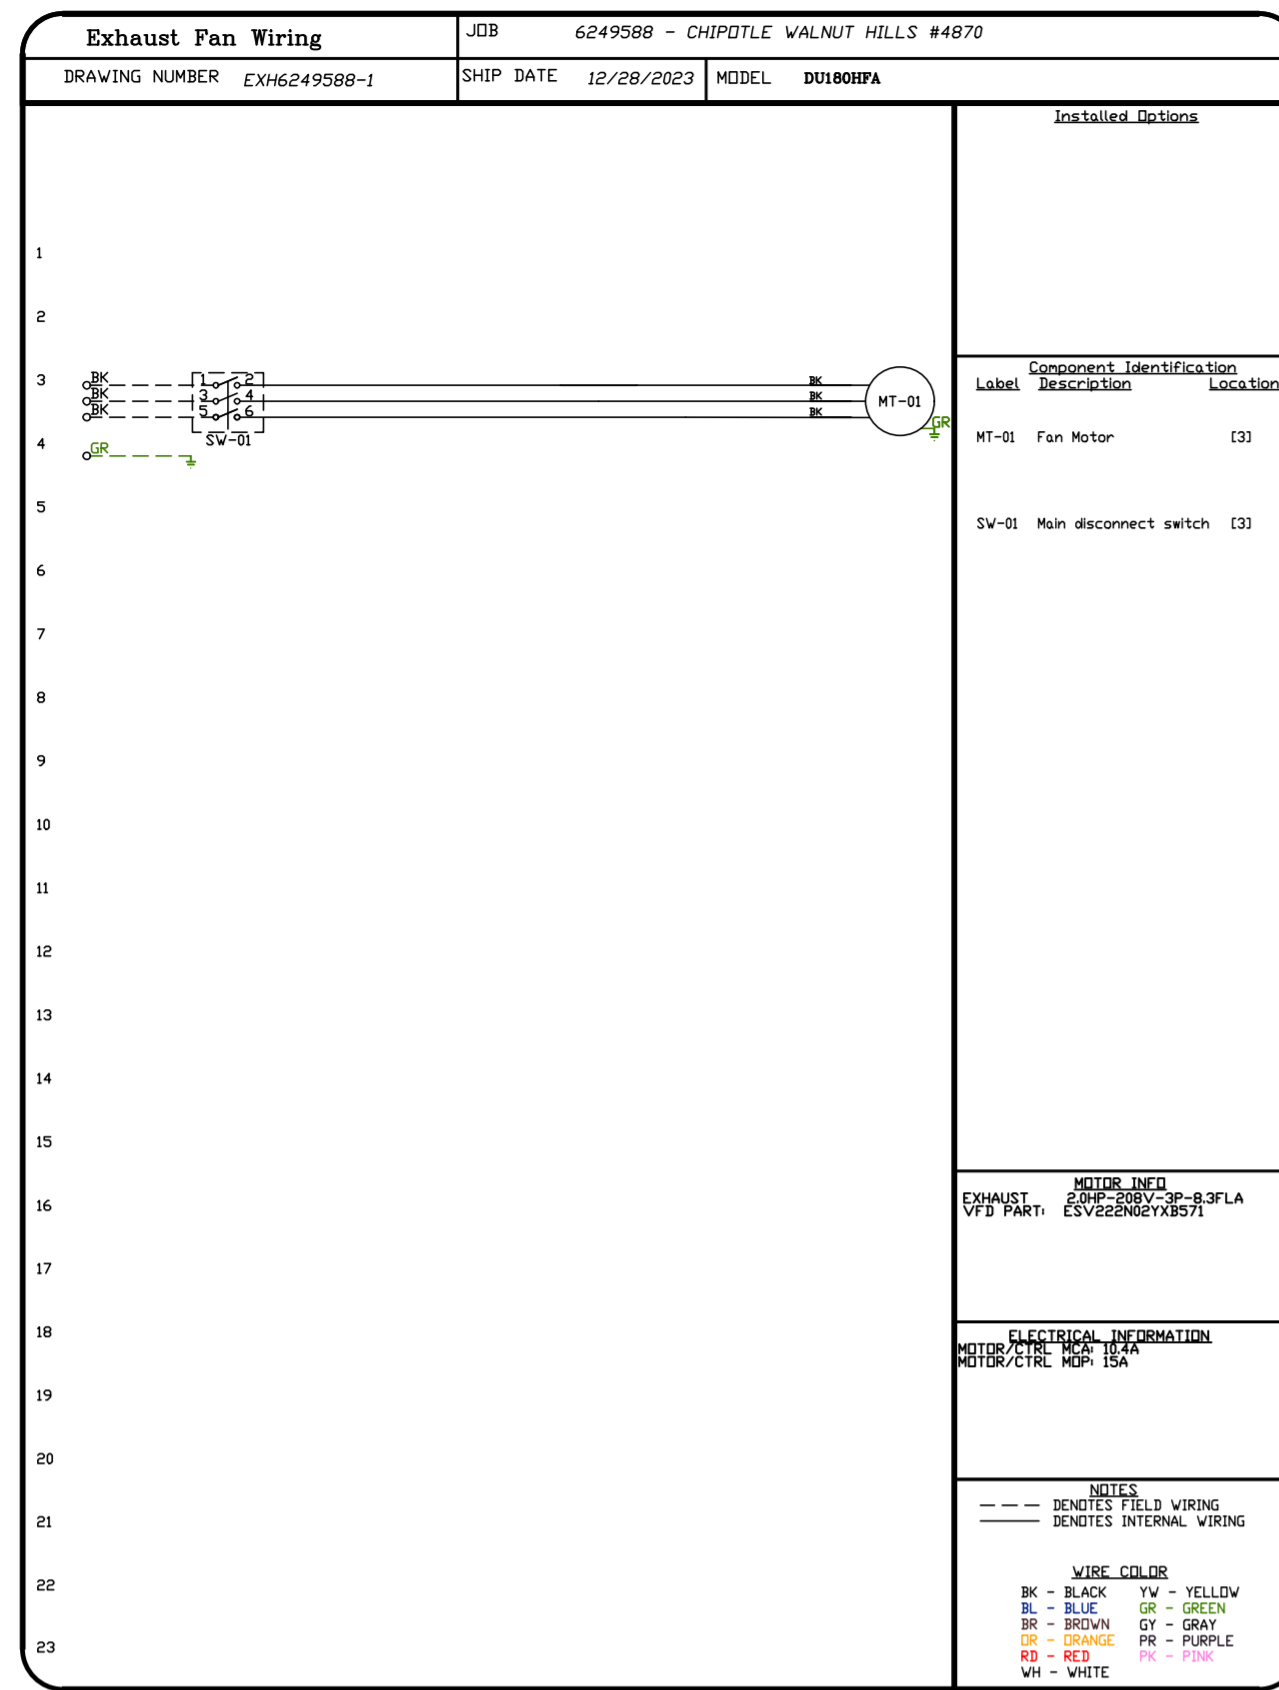 Exhaust Fan Wiring
JOB 6249588 - CHIPOTLE WALNUT HILLS #4870
DRAWING NUMBER EXH6249588-1
SHIP DATE 12/28/2023
MODEL DU180HFA
Installed Options
1
2
3
BK
BK
BK
1 2
3 4
5 6
SW-01
BK
BK
BK
MT-01
GR
4
GR
5
6
7
8
9
10
11
12
13
14
15
16
17
18
19
20
21
22
23
Component Identification
Label Description Location
MT-01 Fan Motor [3]
SW-01 Main disconnect switch [3]
MOTOR INFO
EXHAUST 2.0HP-208V-3P-8.3FLA
VFD PART: ESV222N02YXB571
ELECTRICAL INFORMATION
MOTOR/CTRL MCA: 10.4A
MOTOR/CTRL MOP: 15A
NOTES
DENOTES FIELD WIRING
DENOTES INTERNAL WIRING
WIRE COLOR
BK - BLACK YW - YELLOW
BL - BLUE GR - GREEN
BR - BROWN GY - GRAY
OR - ORANGE PR - PURPLE
RD - RED PK - PINK
WH - WHITE